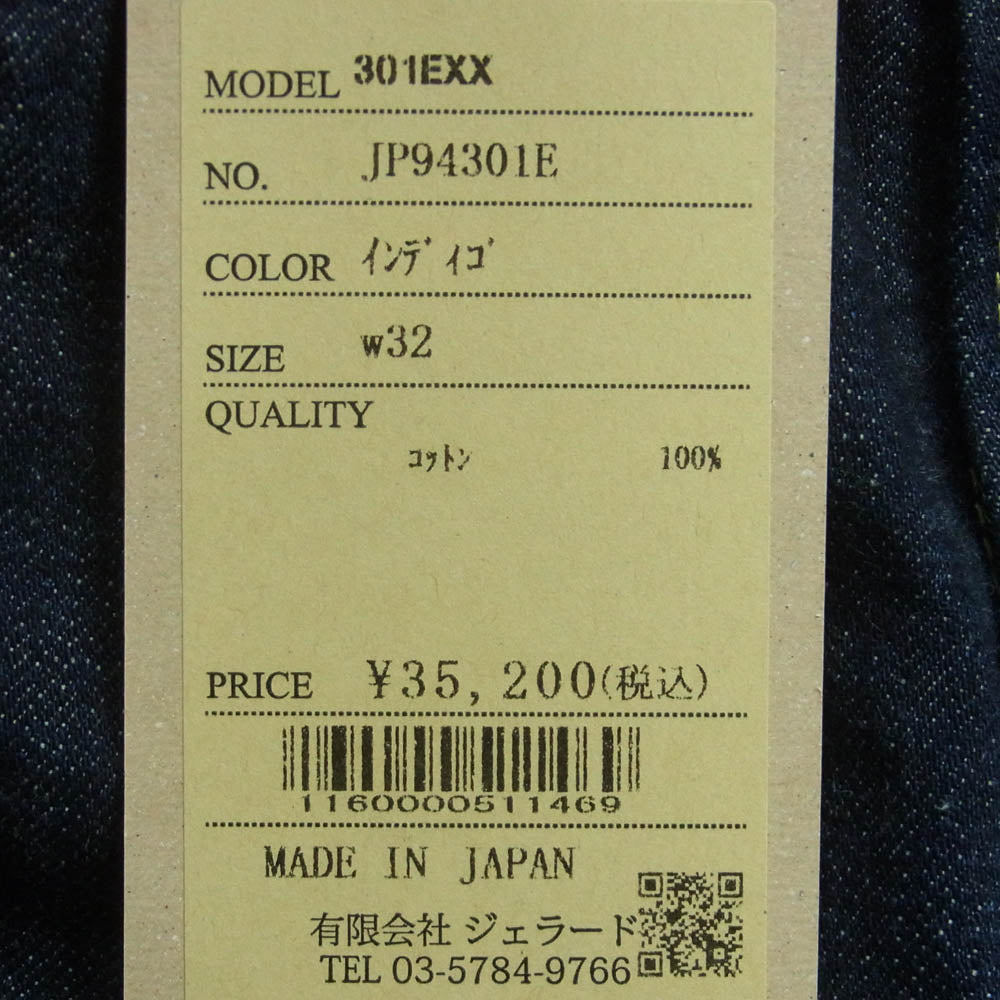 MODEL 301EXX
NO. JP94301E
COLOR インディゴ
SIZE w32
QUALITY
コットン 100%
PRICE ¥35,200(税込)
1160000511469
MADE IN JAPAN
有限会社 ジェラード
TEL 03-5784-9766